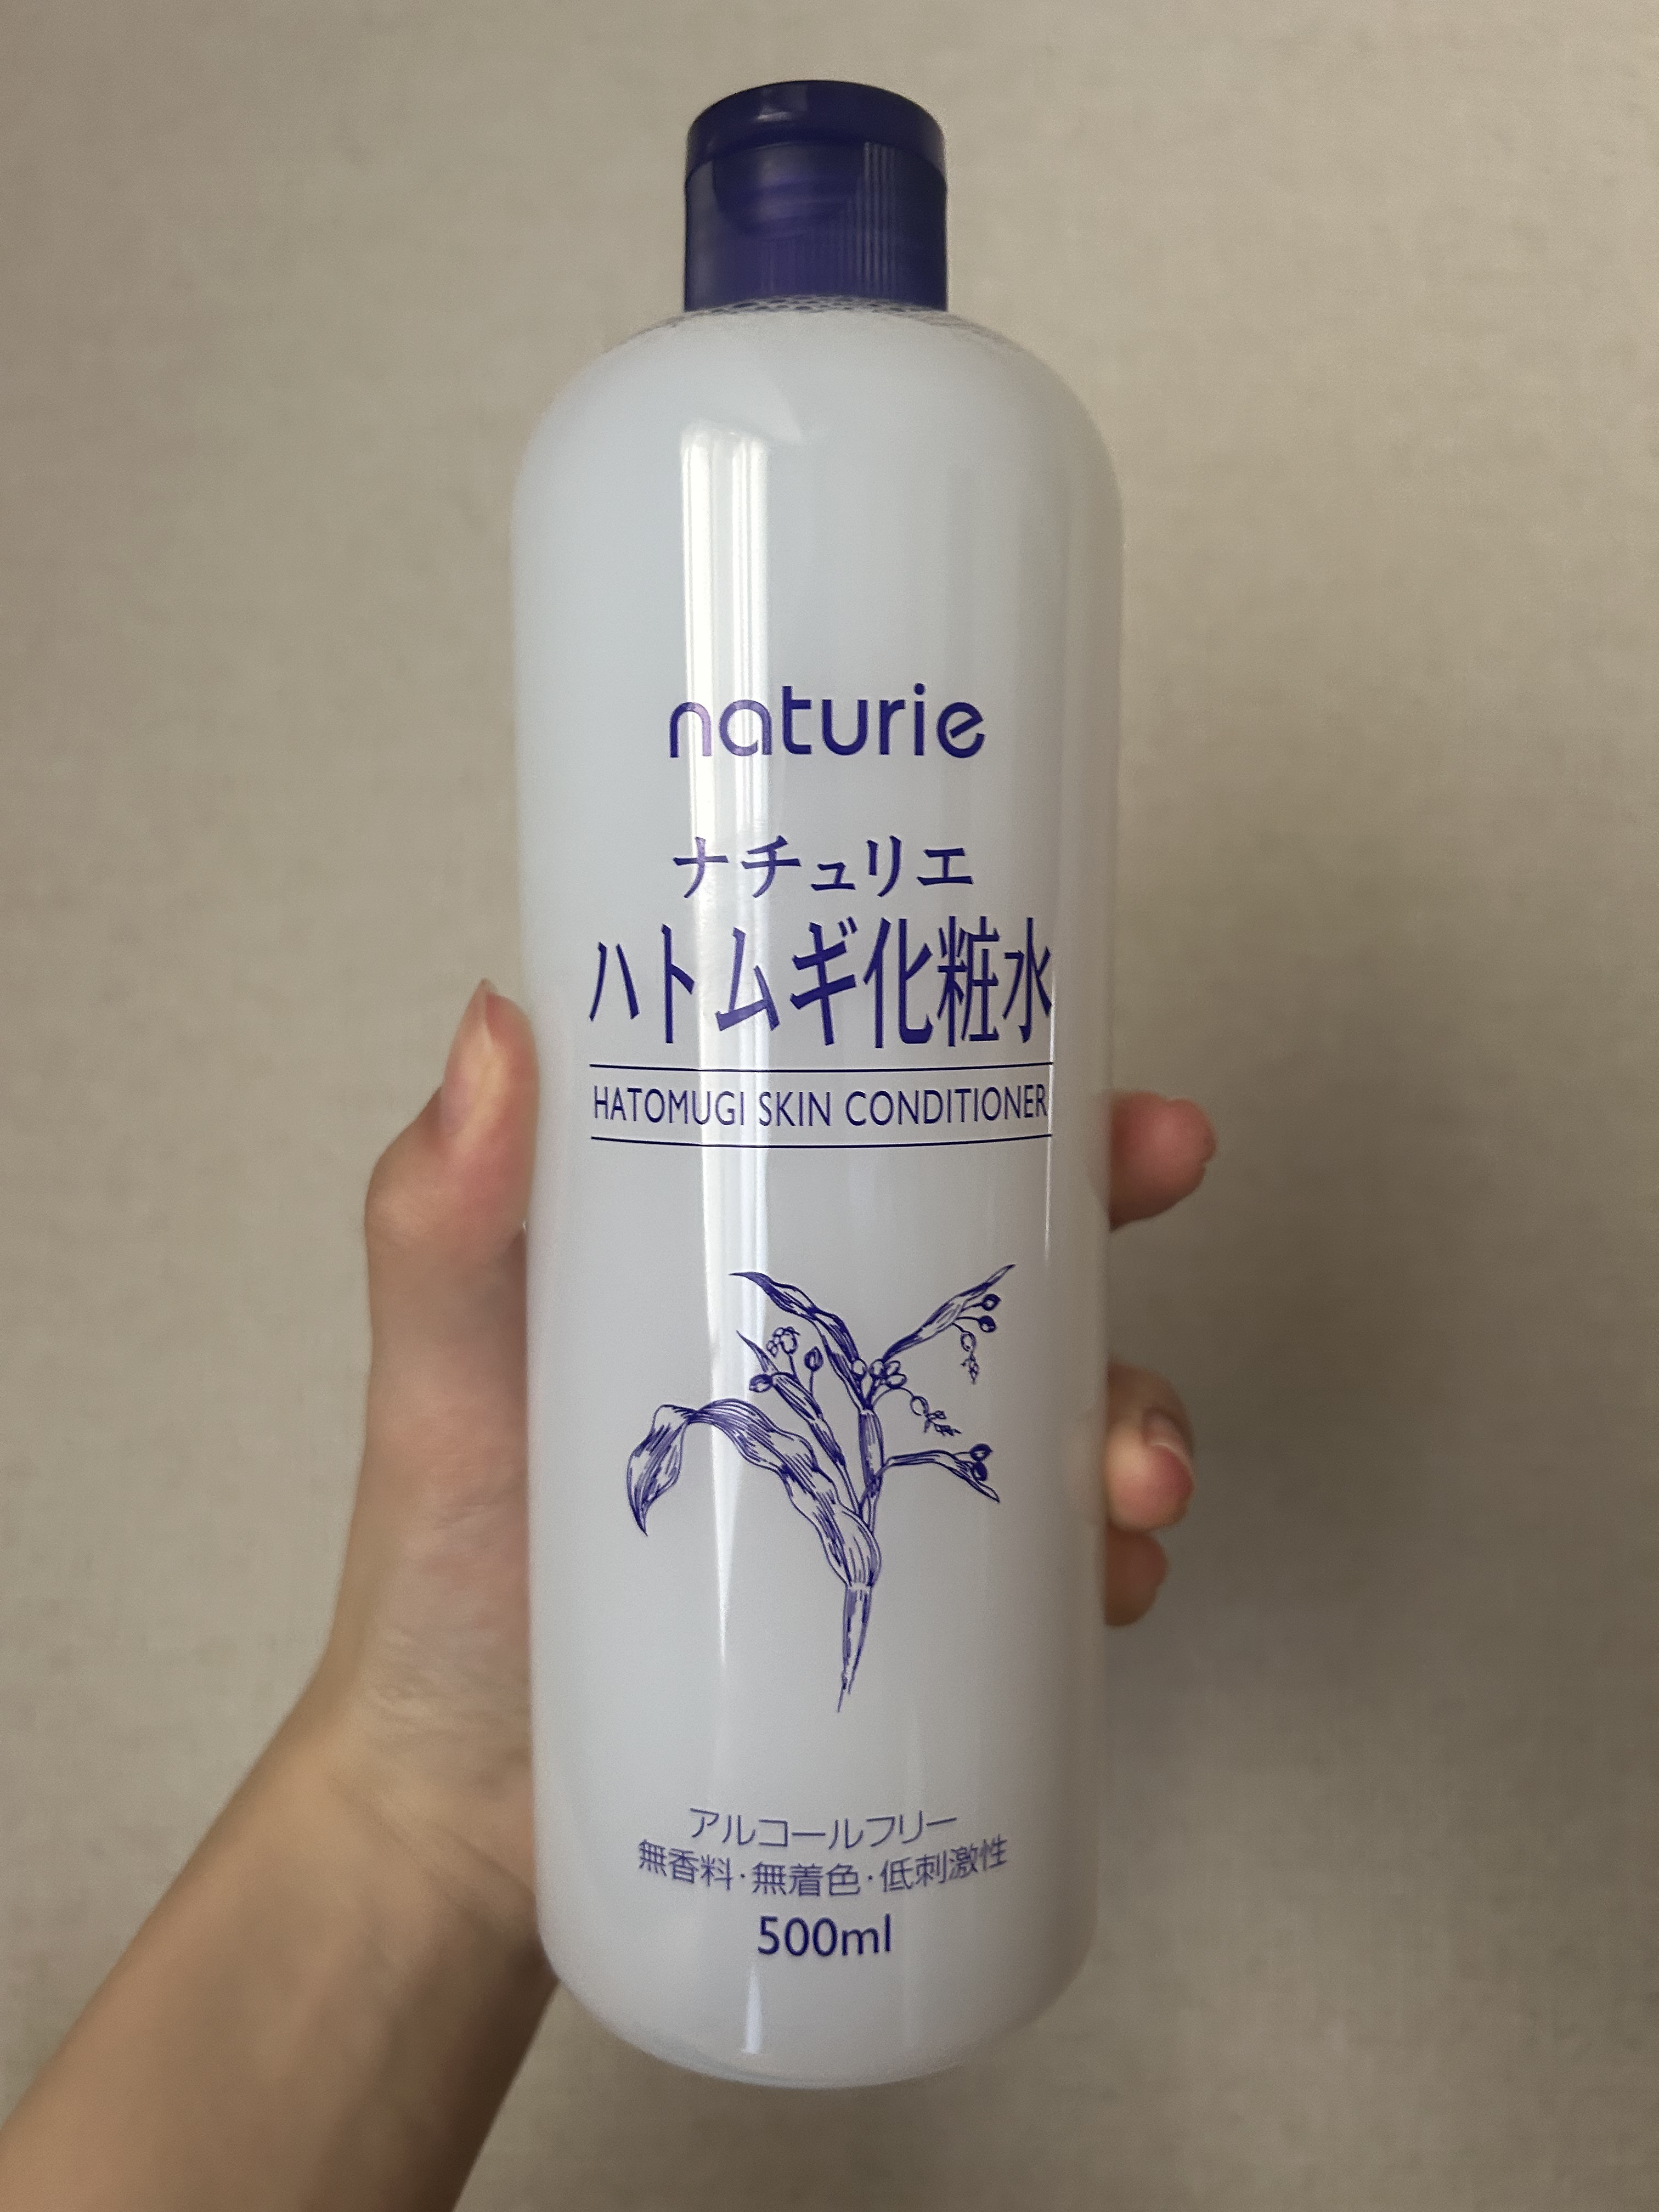 naturie
ナチュリエ
ハトムギ化粧水
HATOMUGI SKIN CONDITIONER
アルコールフリー
無香料・無着色・低刺激性
500ml